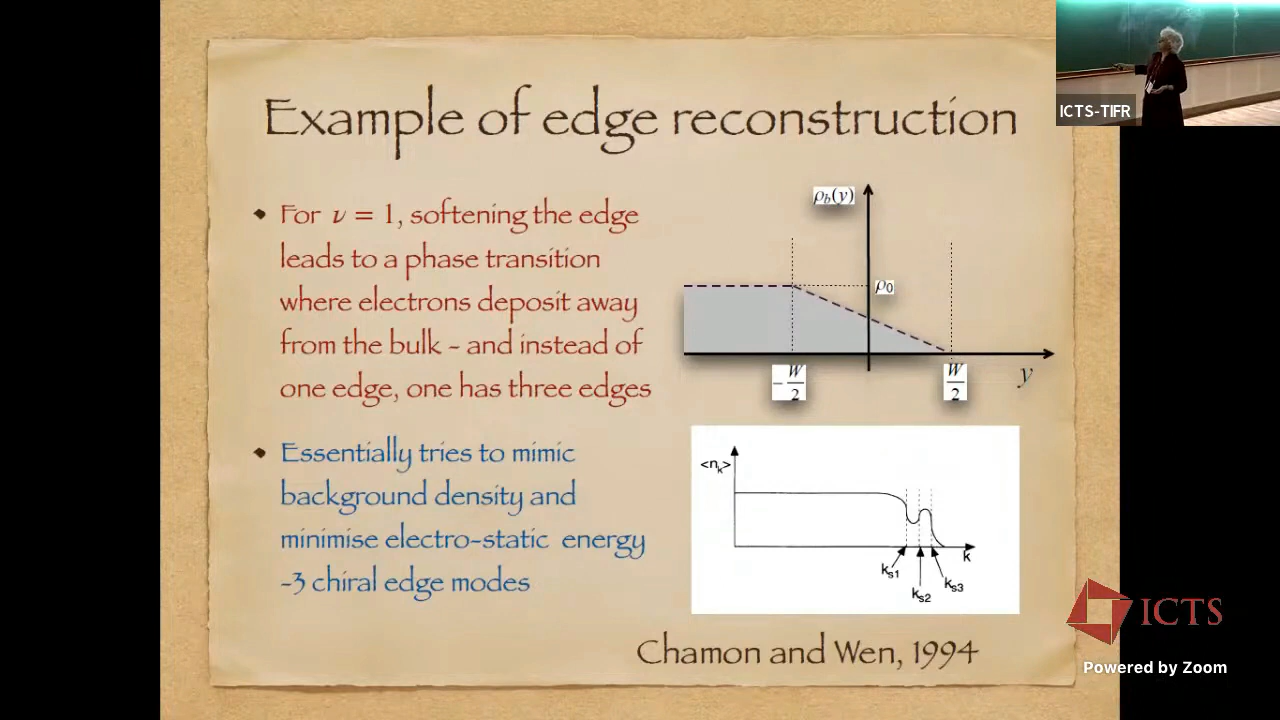 ICTS-TIFR
Example of edge reconstruction
• For ν = 1, softening the edge
leads to a phase transition
where electrons deposit away
from the bulk - and instead of
one edge, one has three edges
• Essentially tries to mimic
background density and
minimise electro-static energy
-3 chiral edge modes
ρb(y)
ρ0
-W/2
W/2
y
<nk>
k
ks1
ks2
ks3
Chamon and Wen, 1994
ICTS
Powered by Zoom